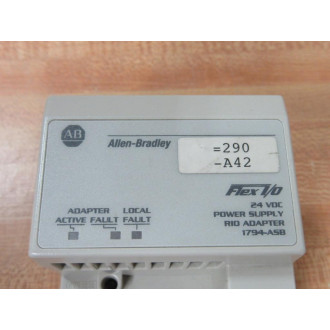 AB
Allen-Bradley
=290
-A42
Flex I/O
24 VDC
POWER SUPPLY
RIO ADAPTER
1794-ASB
ADAPTER LOCAL
ACTIVE FAULT FAULT